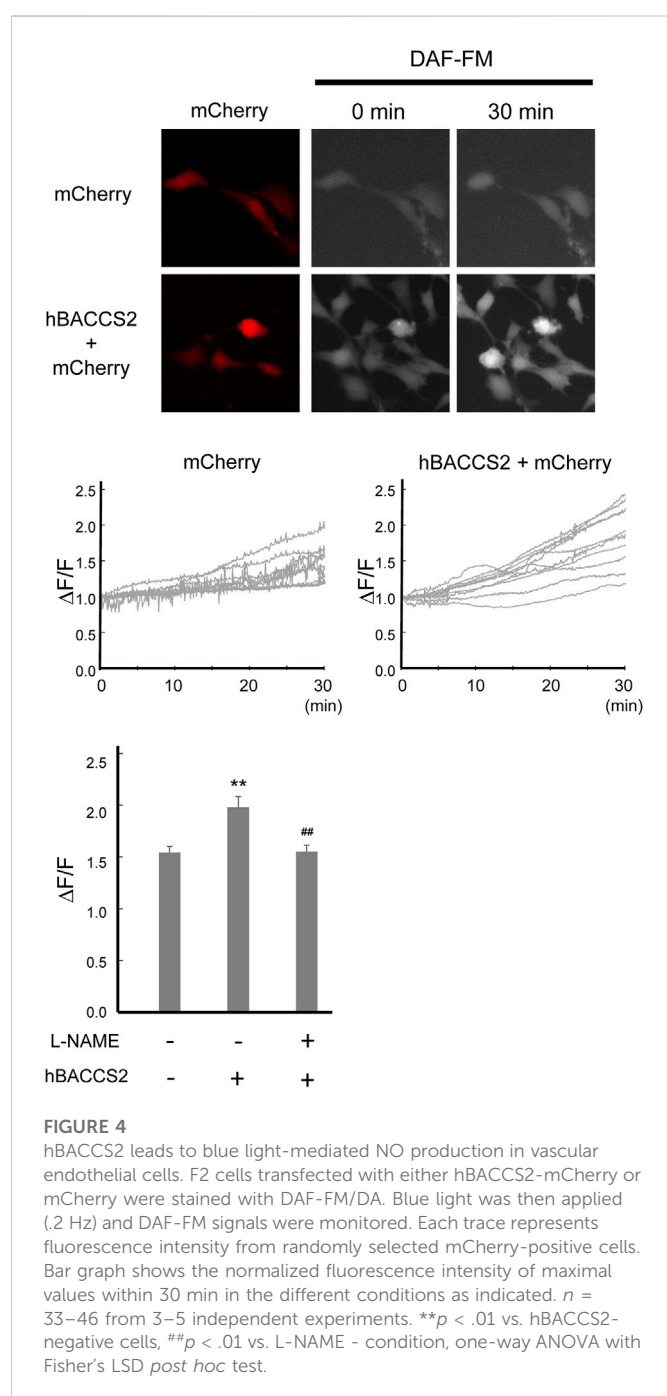 DAF-FM
mCherry
0 min
30 min
mCherry
hBACCS2
+
mCherry
mCherry
2.5
2.0
1.5
1.0
0.5
0.0
ΔF/F
0
10
20
30
(min)
hBACCS2 + mCherry
2.5
2.0
1.5
1.0
0.5
0.0
ΔF/F
0
10
20
30
(min)
2.5
2.0
1.5
1.0
0.5
0.0
ΔF/F
**
##
L-NAME - - +
hBACCS2 - + +
FIGURE 4
hBACCS2 leads to blue light-mediated NO production in vascular
endothelial cells. F2 cells transfected with either hBACCS2-mCherry or
mCherry were stained with DAF-FM/DA. Blue light was then applied
(.2 Hz) and DAF-FM signals were monitored. Each trace represents
fluorescence intensity from randomly selected mCherry-positive cells.
Bar graph shows the normalized fluorescence intensity of maximal
values within 30 min in the different conditions as indicated. n =
33–46 from 3–5 independent experiments. **p < .01 vs. hBACCS2-
negative cells, ##p < .01 vs. L-NAME - condition, one-way ANOVA with
Fisher's LSD post hoc test.